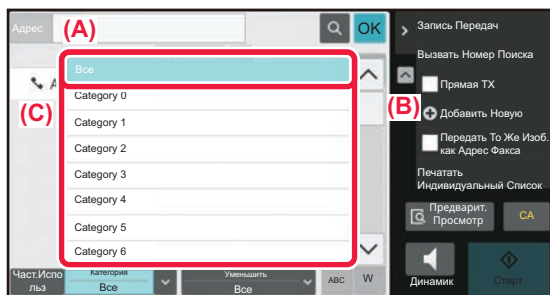 Адрес
(A)
OK
Все
Category 0
Category 1
Category 2
Category 3
Category 4
Category 5
Category 6
(C)
A
Част.Испо
льз
Категория
Все
Уменьшить
Все
ABC
W
(B)
Запись Передач
Вызвать Номер Поиска
Прямая TX
Добавить Новую
Передать То Же Изоб.
как Адрес Факса
Печатать
Индивидуальный Список
Предварит.
Просмотр
CA
Динамик
Старт